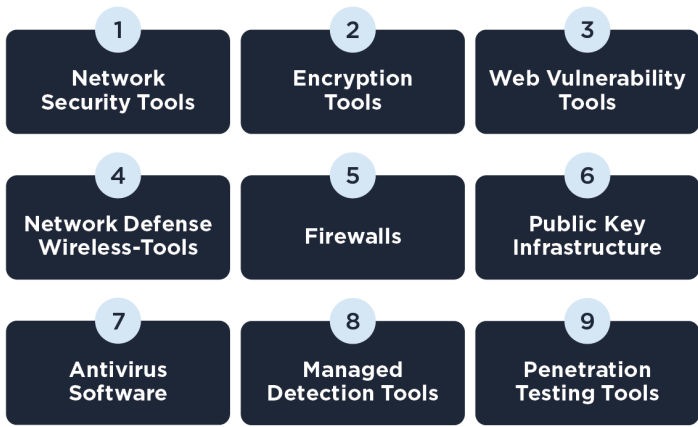 1
Network
Security Tools
2
Encryption
Tools
3
Web Vulnerability
Tools
4
Network Defense
Wireless-Tools
5
Firewalls
6
Public Key
Infrastructure
7
Antivirus
Software
8
Managed
Detection Tools
9
Penetration
Testing Tools